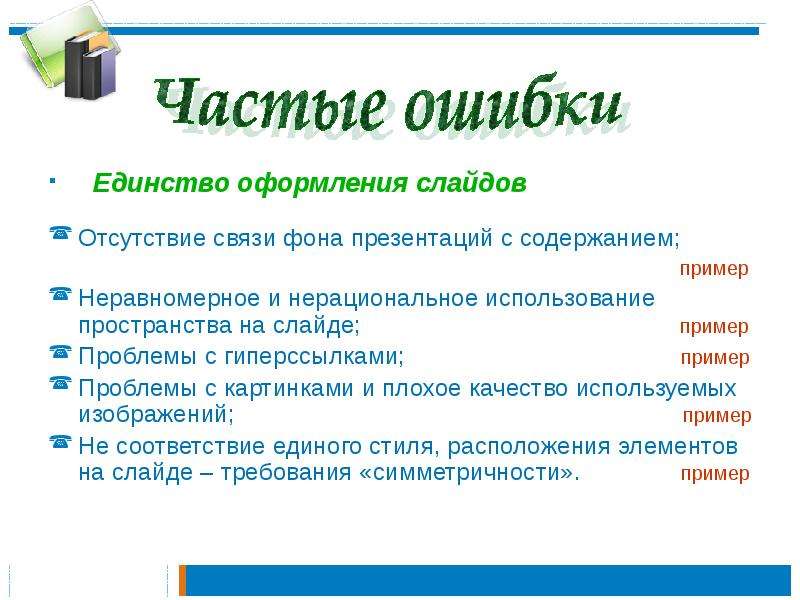 Частые ошибки
Единство оформления слайдов
Отсутствие связи фона презентаций с содержанием;
пример
Неравномерное и нерациональное использование
пространства на слайде; пример
Проблемы с гиперссылками; пример
Проблемы с картинками и плохое качество используемых
изображений; пример
Не соответствие единого стиля, расположения элементов
на слайде – требования «симметричности». пример